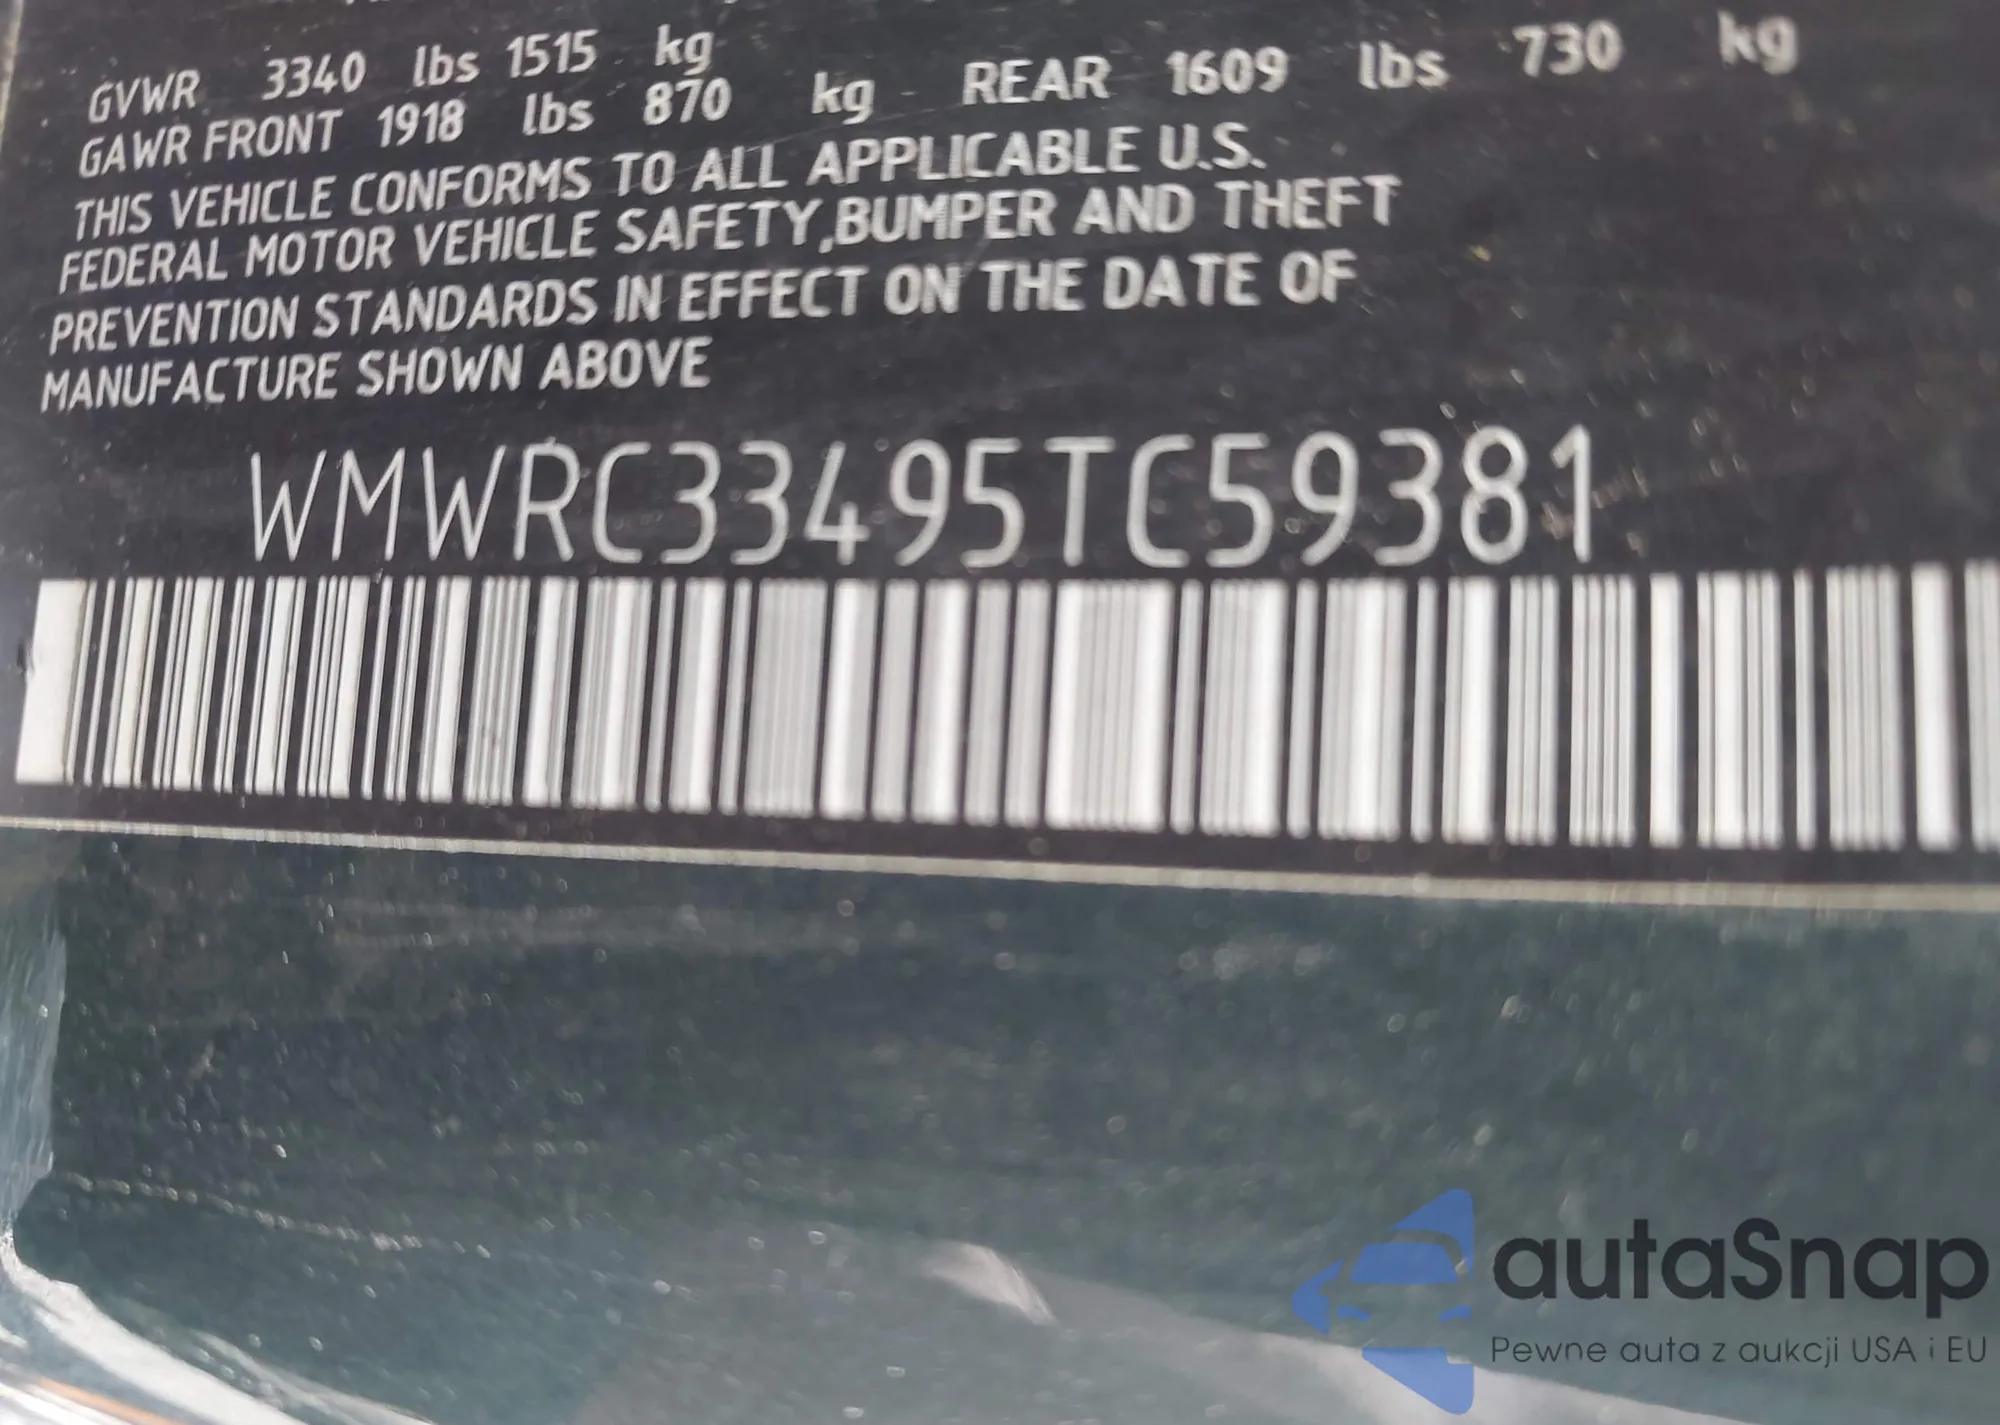 GVWR 3340 lbs 1515 kg
GAWR FRONT 1918 lbs 870 kg REAR 1609 lbs 730 kg
THIS VEHICLE CONFORMS TO ALL APPLICABLE U.S.
FEDERAL MOTOR VEHICLE SAFETY,BUMPER AND THEFT
PREVENTION STANDARDS IN EFFECT ON THE DATE OF
MANUFACTURE SHOWN ABOVE
WMWRC33495TC59381
autaSnap
Pewne auta z aukcji USA i EU